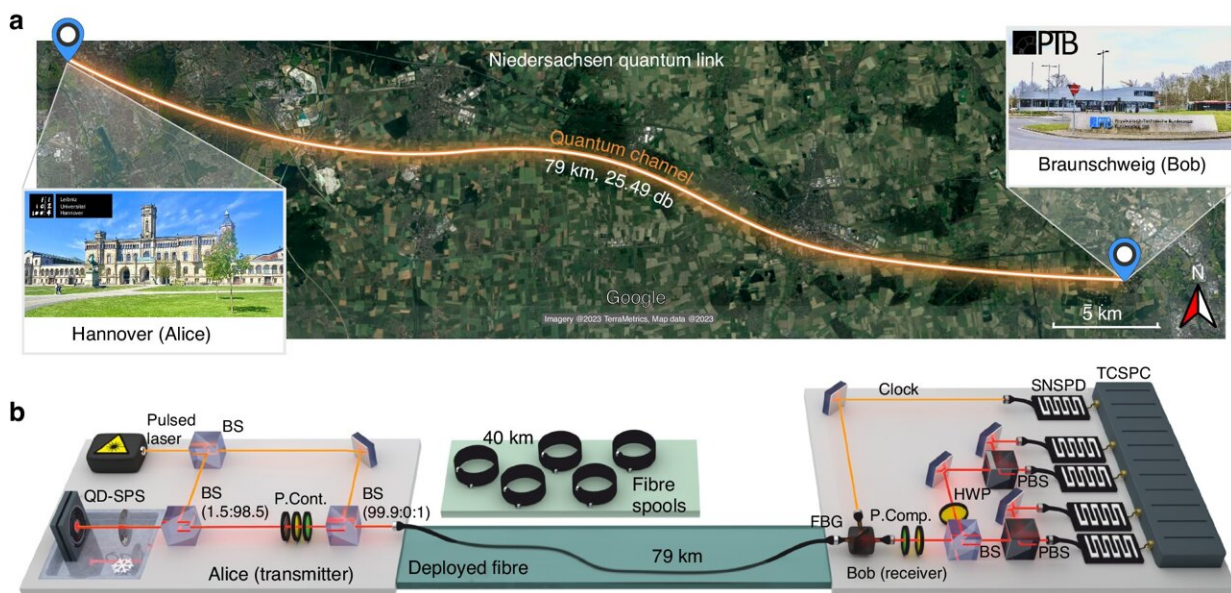 a
Niedersachsen quantum link
PTB
Quantum channel
79 km, 25.49 db
Braunschweig (Bob)
Leibniz
Universität
Hannover
Hannover (Alice)
Google
Imagery @2023 TerraMetrics, Map data @2023
N
5 km
b
Pulsed
laser
BS
QD-SPS
BS
(1.5:98.5)
P.Cont.
BS
(99.9:0:1)
Alice (transmitter)
40 km
Fibre
spools
Deployed fibre
79 km
Clock
SNSPD
TCSPC
FBG
P.Comp.
HWP
PBS
BS
PBS
Bob (receiver)